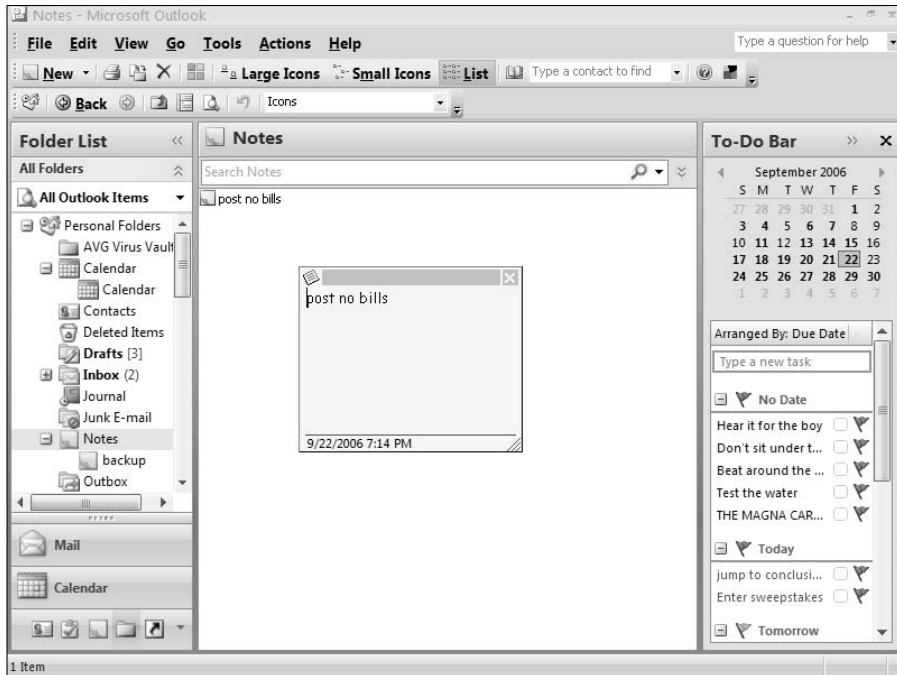 Notes - Microsoft Outlook
File Edit View Go Tools Actions Help
Type a question for help
New Large Icons Small Icons List Type a contact to find
Back Icons
Folder List
All Folders
All Outlook Items
Personal Folders
AVG Virus Vault
Calendar
Calendar
Contacts
Deleted Items
Drafts [3]
Inbox (2)
Journal
Junk E-mail
Notes
backup
Outbox
Mail
Calendar
Notes
Search Notes
post no bills
post no bills
9/22/2006 7:14 PM
To-Do Bar
September 2006
S M T W T F S
27 28 29 30 31 1 2
3 4 5 6 7 8 9
10 11 12 13 14 15 16
17 18 19 20 21 22 23
24 25 26 27 28 29 30
1 2 3 4 5 6 7
Arranged By: Due Date
Type a new task
No Date
Hear it for the boy
Don't sit under t...
Beat around the ...
Test the water
THE MAGNA CAR...
Today
jump to conclusi...
Enter sweepstakes
Tomorrow
1 Item